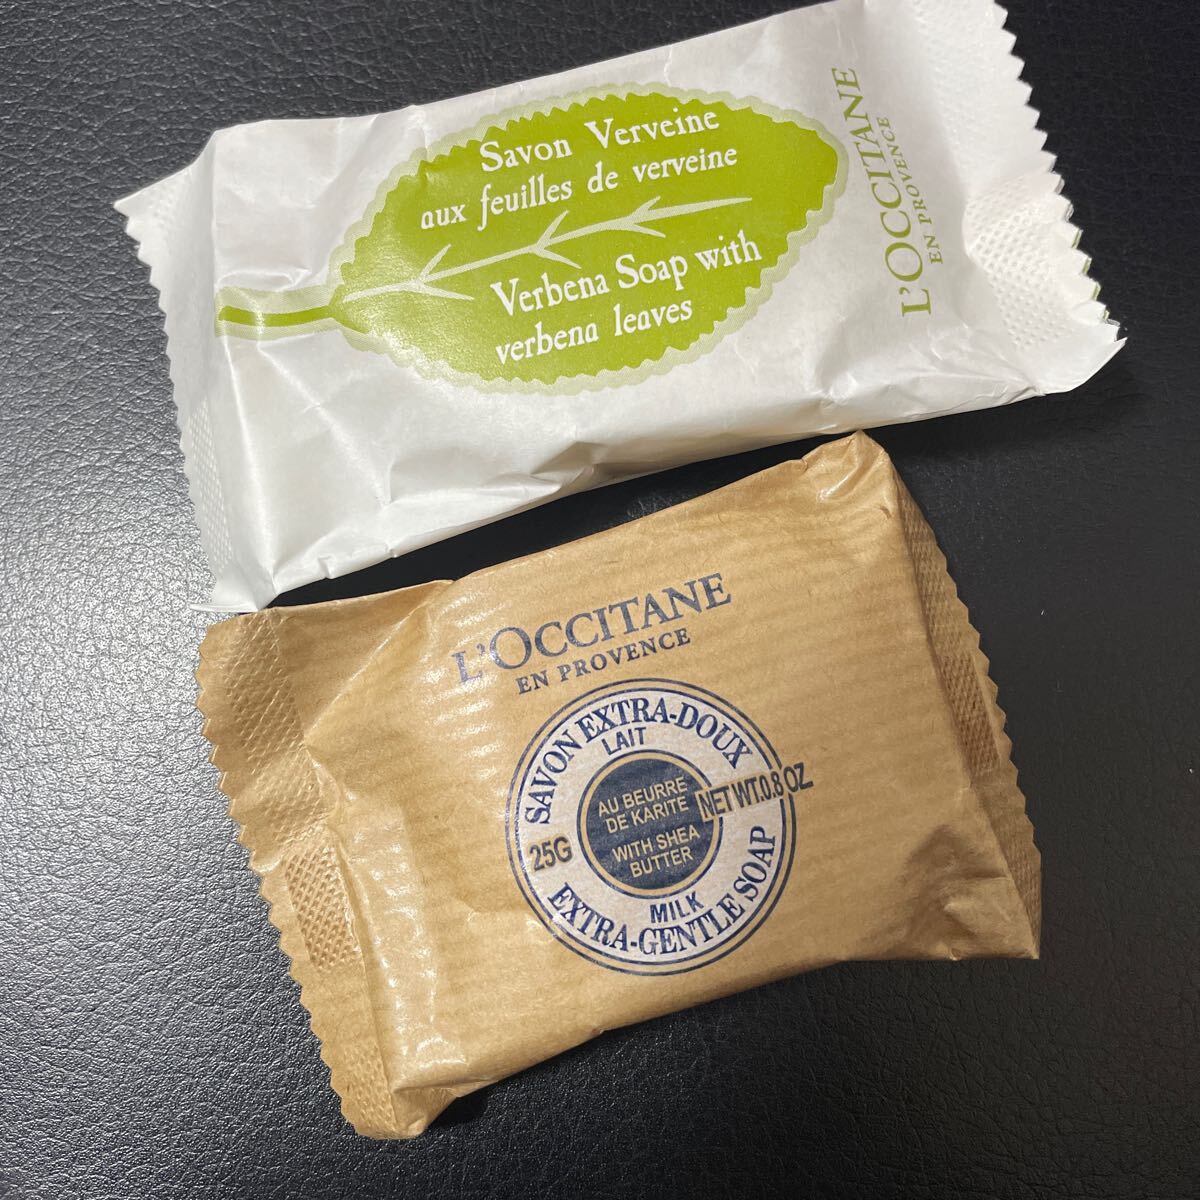 Savon Verveine
aux feuilles de verveine
Verbena Soap with
verbena leaves
L'OCCITANE
EN PROVENCE
L'OCCITANE
EN PROVENCE
SAVON EXTRA-DOUX
LAIT
AU BEURRE
DE KARITE
25G
NET WT.0.8 OZ
WITH SHEA
BUTTER
MILK
EXTRA-GENTLE SOAP